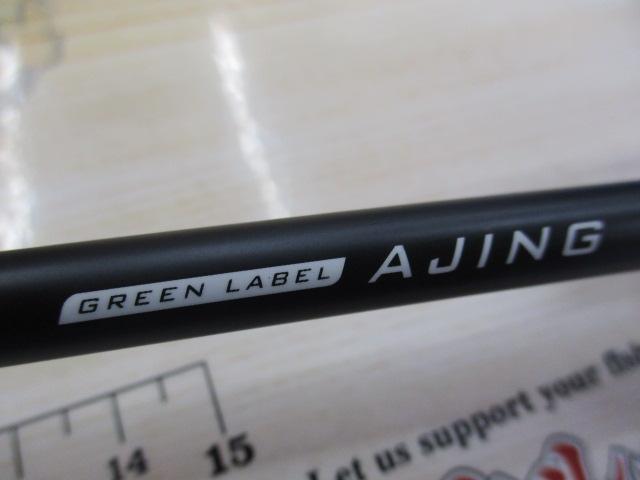 GREEN LABEL AJING
14 15
Let us support your